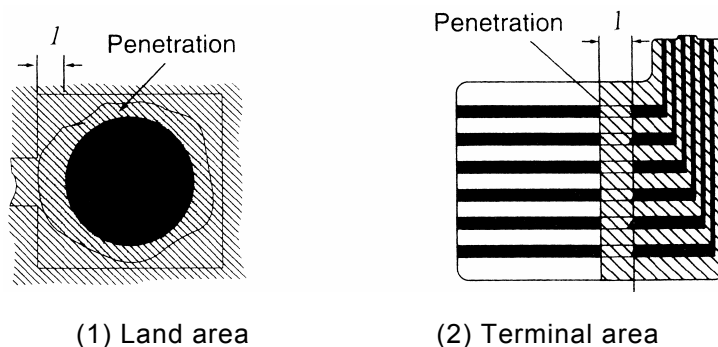 l
Penetration
l
Penetration
(1) Land area
(2) Terminal area